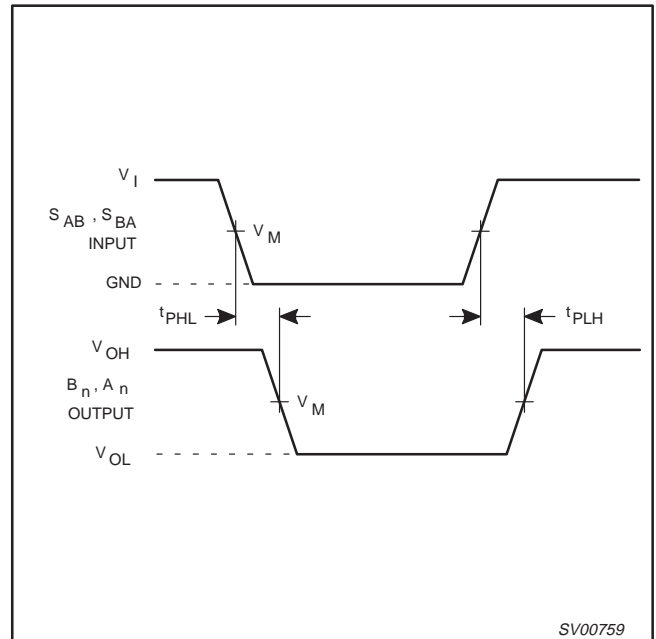 V I
S AB , S BA
INPUT
V M
GND
t PHL
t PLH
V OH
B n , A n
OUTPUT
V M
V OL
SV00759